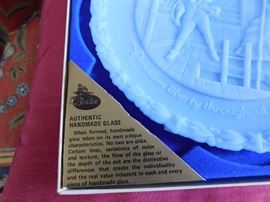 Fenton
AUTHENTIC
HANDMADE GLASS
When formed, handmade
glass takes on its own unique
characteristics. No two are alike.
Certain lines, variations of color
and texture, the flow of the glass or
the depth of the cut are the distinctive
differences that create the individuality
and the real value inherent in each and every
piece of handmade glass.
liberty throughout